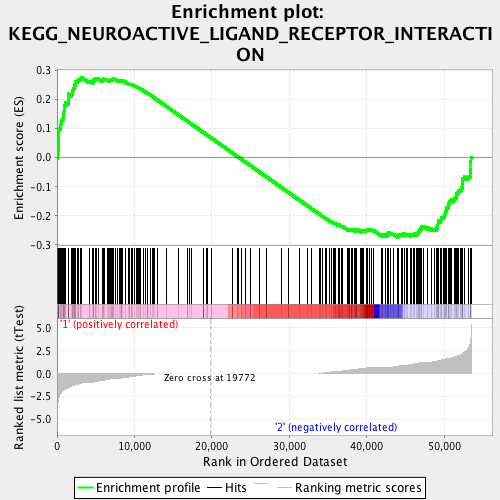 Enrichment plot:
KEGG_NEUROACTIVE_LIGAND_RECEPTOR_INTERACTI
ON
Enrichment score (ES)
0.3
0.2
0.1
0.0
-0.1
-0.2
-0.3
'1' (positively correlated)
Ranked list metric (tTest)
5.0
2.5
0.0
-2.5
-5.0
Zero cross at 19772
'2' (negatively correlated)
0
10,000
20,000
30,000
40,000
50,000
Rank in Ordered Dataset
Enrichment profile
Hits
Ranking metric scores